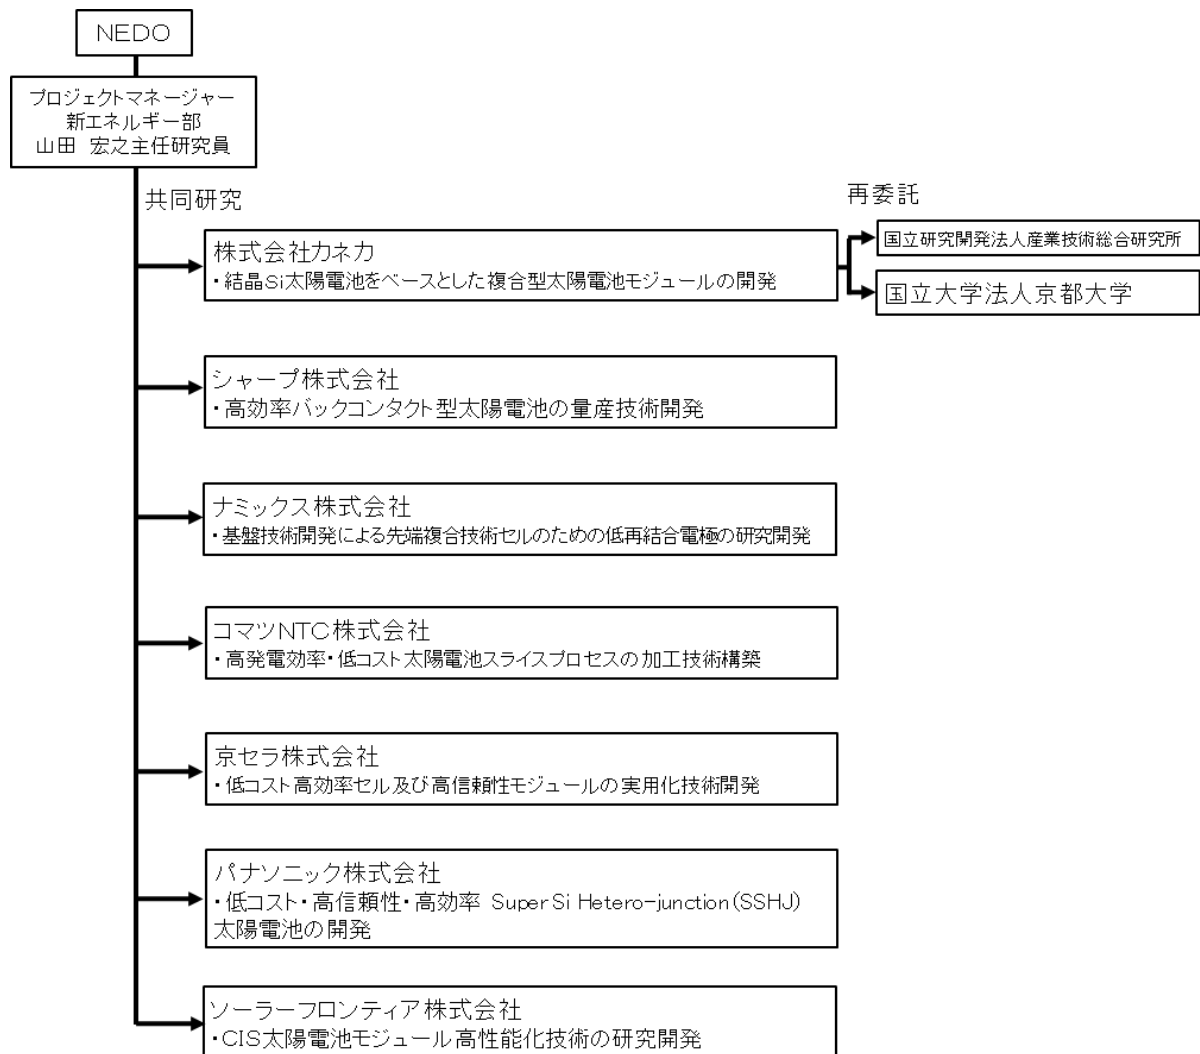 NEDO
プロジェクトマネージャー
新エネルギー部
山田 宏之主任研究員
共同研究
再委託
株式会社カネカ
・結晶Si太陽電池をベースとした複合型太陽電池モジュールの開発
国立研究開発法人産業技術総合研究所
国立大学法人京都大学
シャープ株式会社
・高効率バックコンタクト型太陽電池の量産技術開発
ナミックス株式会社
・基盤技術開発による先端複合技術セルのための低再結合電極の研究開発
コマツNTC株式会社
・高発電効率・低コスト太陽電池スライスプロセスの加工技術構築
京セラ株式会社
・低コスト高効率セル及び高信頼性モジュールの実用化技術開発
パナソニック株式会社
・低コスト・高信頼性・高効率 Super Si Hetero-junction(SSHJ)
太陽電池の開発
ソーラーフロンティア株式会社
・CIS太陽電池モジュール高性能化技術の研究開発